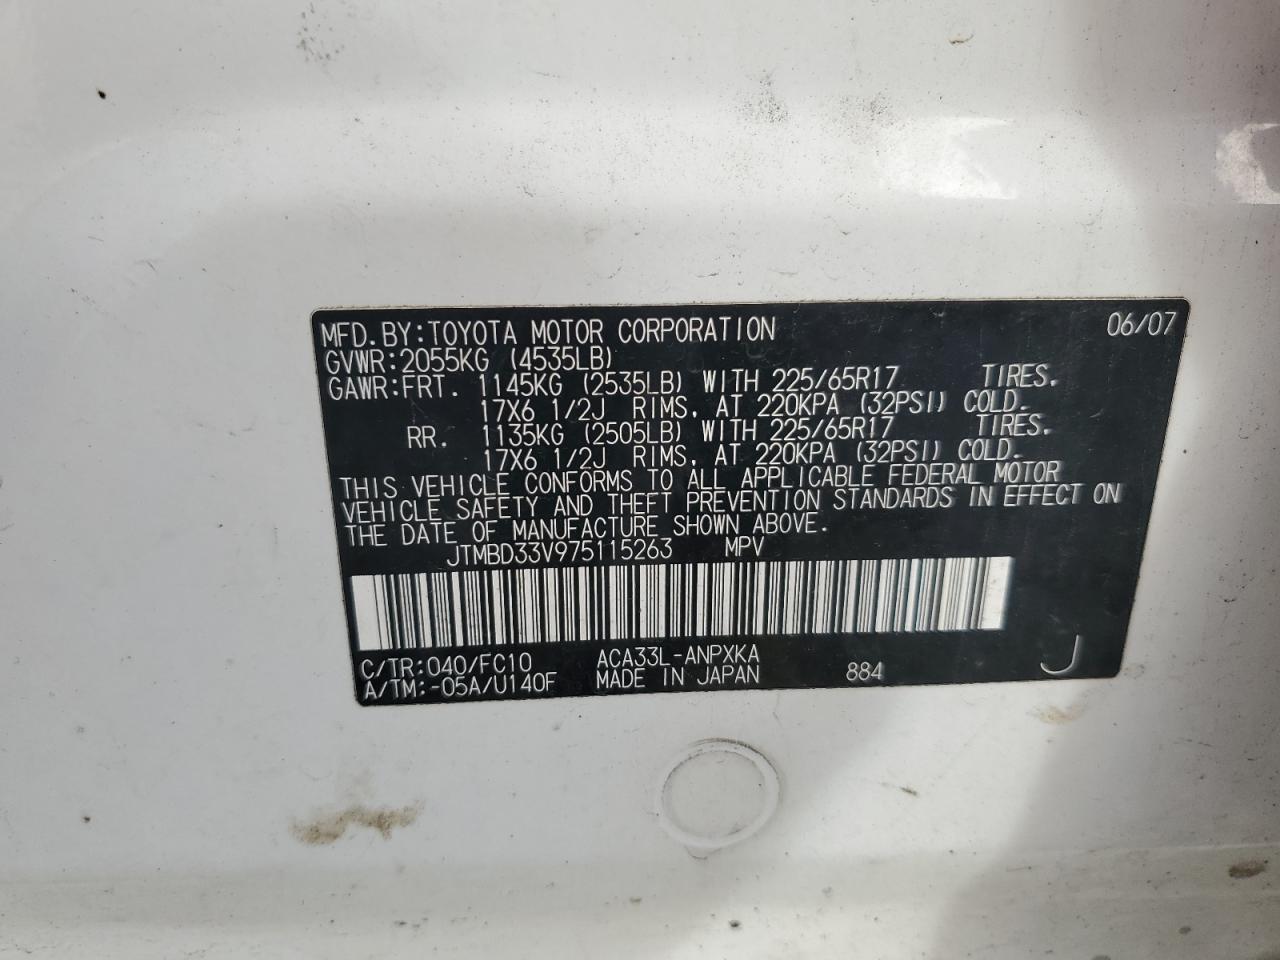 MFD.BY:TOYOTA MOTOR CORPORATION 06/07
GVWR:2055KG (4535LB)
GAWR:FRT. 1145KG (2535LB) WITH 225/65R17 TIRES,
17X6 1/2J RIMS, AT 220KPA (32PSI) COLD.
RR. 1135KG (2505LB) WITH 225/65R17 TIRES,
17X6 1/2J RIMS, AT 220KPA (32PSI) COLD.
THIS VEHICLE CONFORMS TO ALL APPLICABLE FEDERAL MOTOR
VEHICLE SAFETY AND THEFT PREVENTION STANDARDS IN EFFECT ON
THE DATE OF MANUFACTURE SHOWN ABOVE.
JTMBD33V975115263 MPV
C/TR:040/FC10 ACA33L-ANPXKA
A/TM:-05A/U140F MADE IN JAPAN 884 J